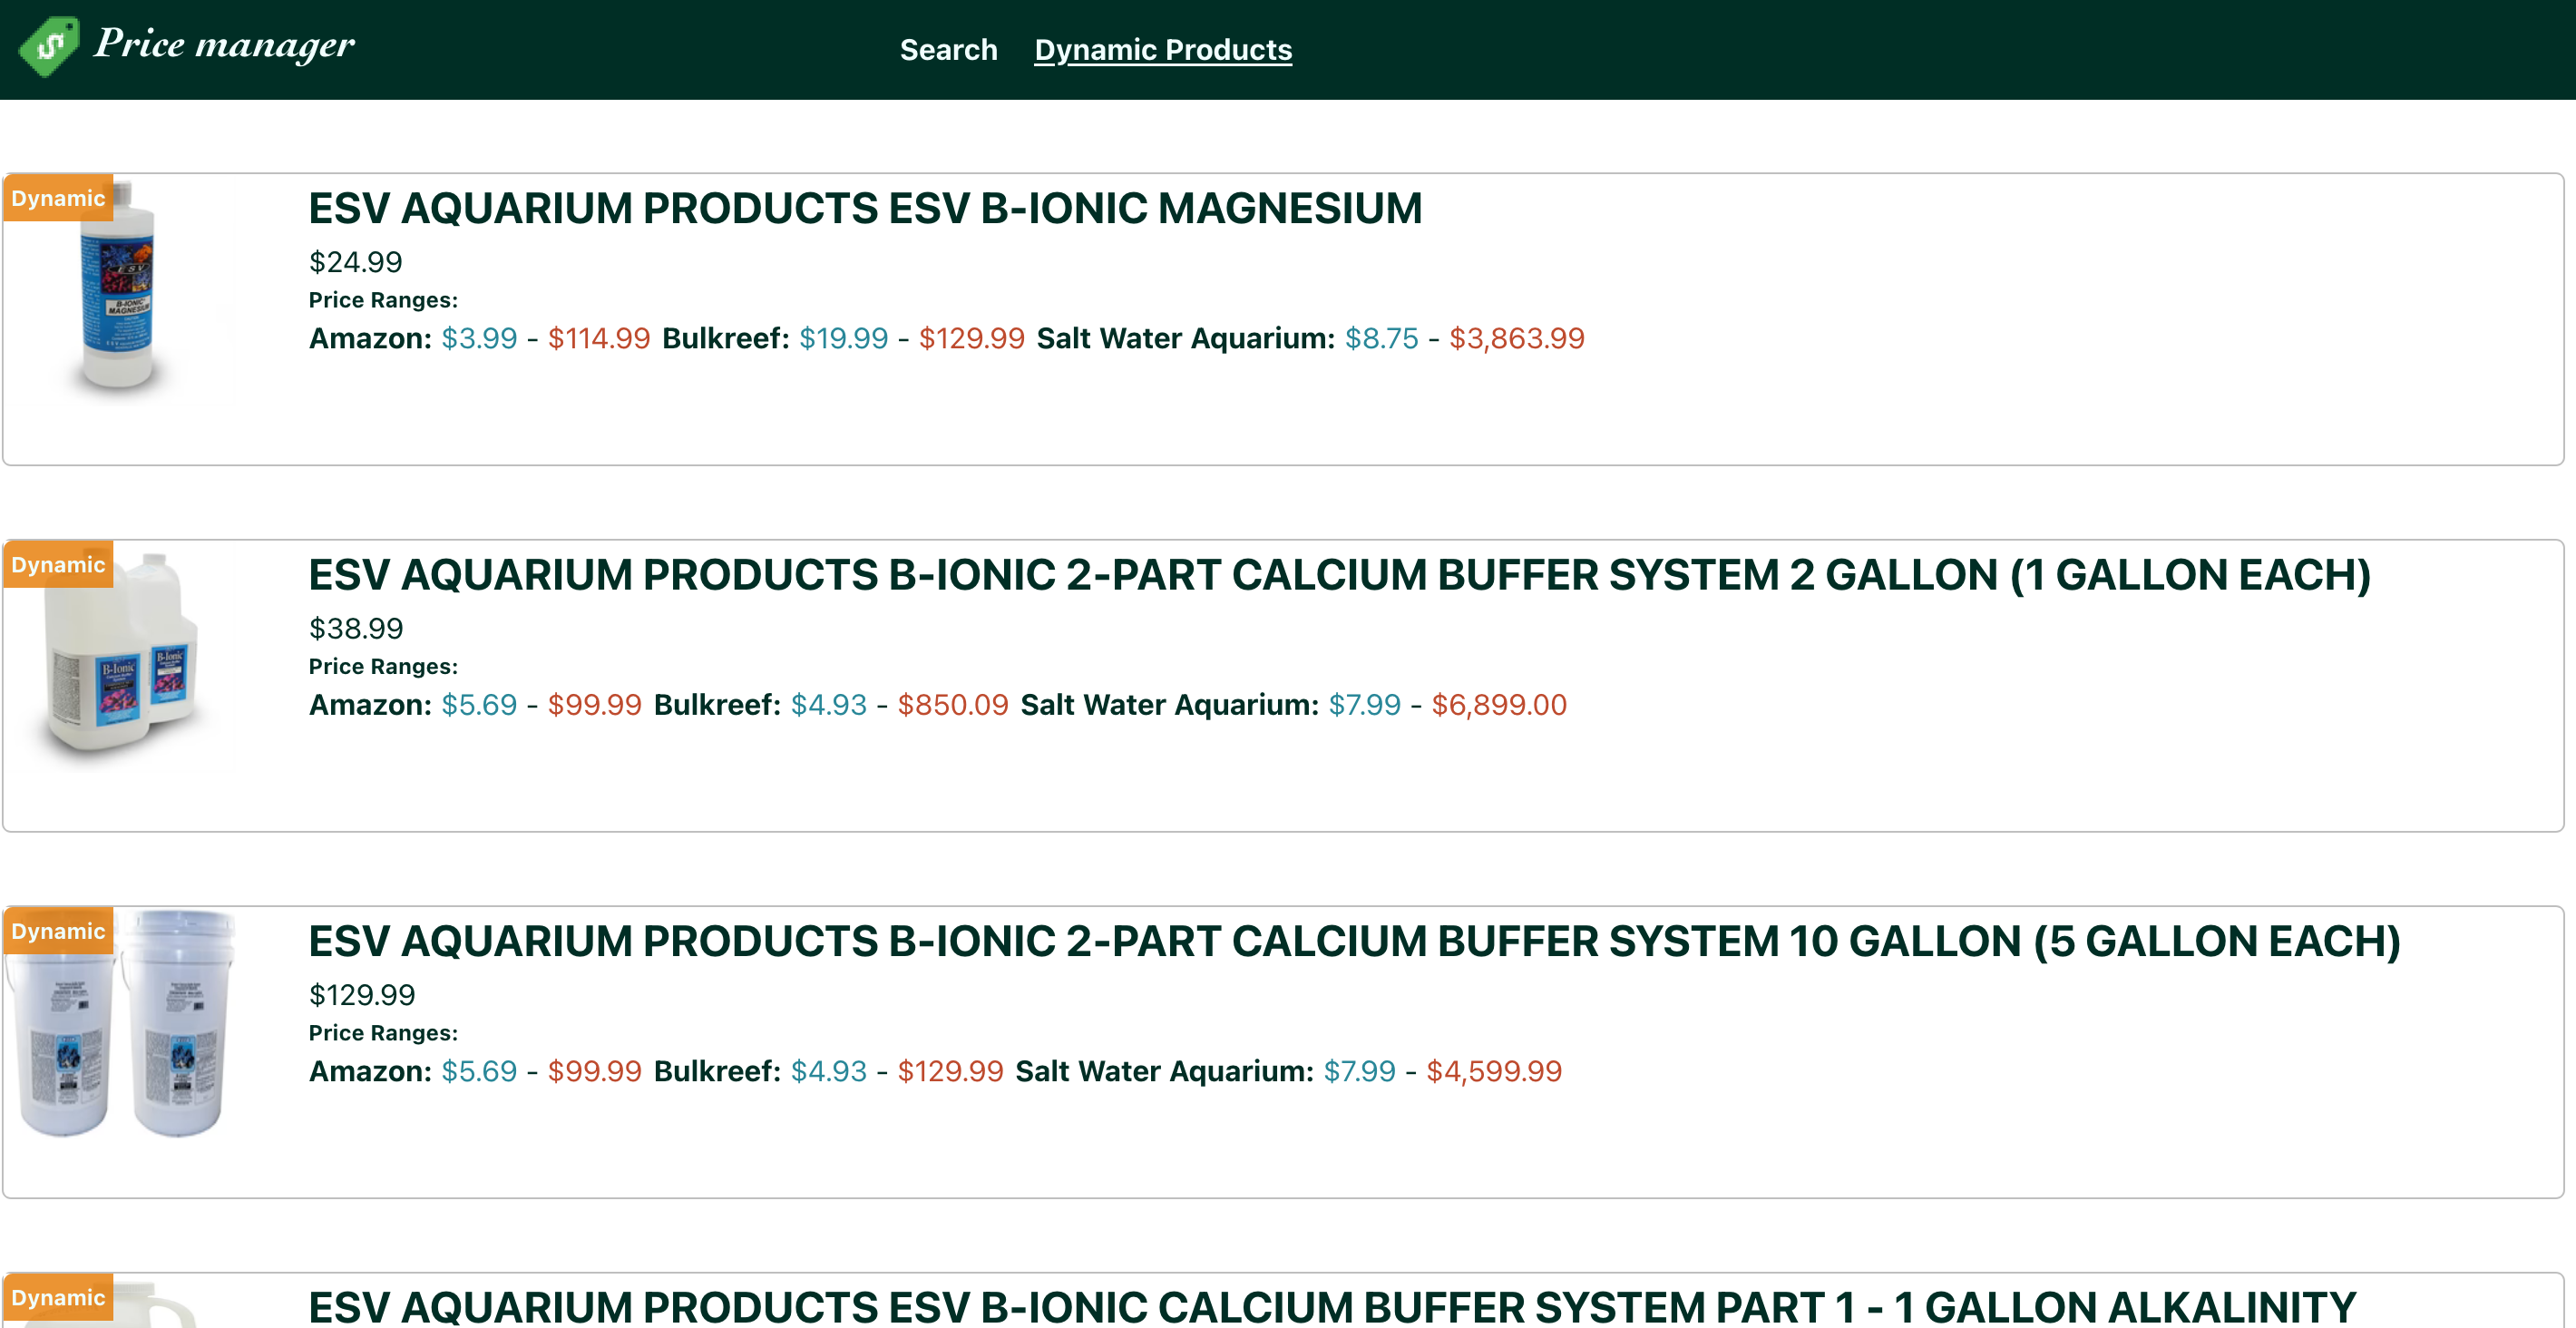 Price manager
Search Dynamic Products
Dynamic
ESV AQUARIUM PRODUCTS ESV B-IONIC MAGNESIUM
$24.99
Price Ranges:
Amazon: $3.99 - $114.99 Bulkreef: $19.99 - $129.99 Salt Water Aquarium: $8.75 - $3,863.99
ESV
B-IONIC
MAGNESIUM
Dynamic
ESV AQUARIUM PRODUCTS B-IONIC 2-PART CALCIUM BUFFER SYSTEM 2 GALLON (1 GALLON EACH)
$38.99
Price Ranges:
Amazon: $5.69 - $99.99 Bulkreef: $4.93 - $850.09 Salt Water Aquarium: $7.99 - $6,899.00
B-Ionic
B-Ionic
Dynamic
ESV AQUARIUM PRODUCTS B-IONIC 2-PART CALCIUM BUFFER SYSTEM 10 GALLON (5 GALLON EACH)
$129.99
Price Ranges:
Amazon: $5.69 - $99.99 Bulkreef: $4.93 - $129.99 Salt Water Aquarium: $7.99 - $4,599.99
Dynamic
ESV AQUARIUM PRODUCTS ESV B-IONIC CALCIUM BUFFER SYSTEM PART 1 - 1 GALLON ALKALINITY